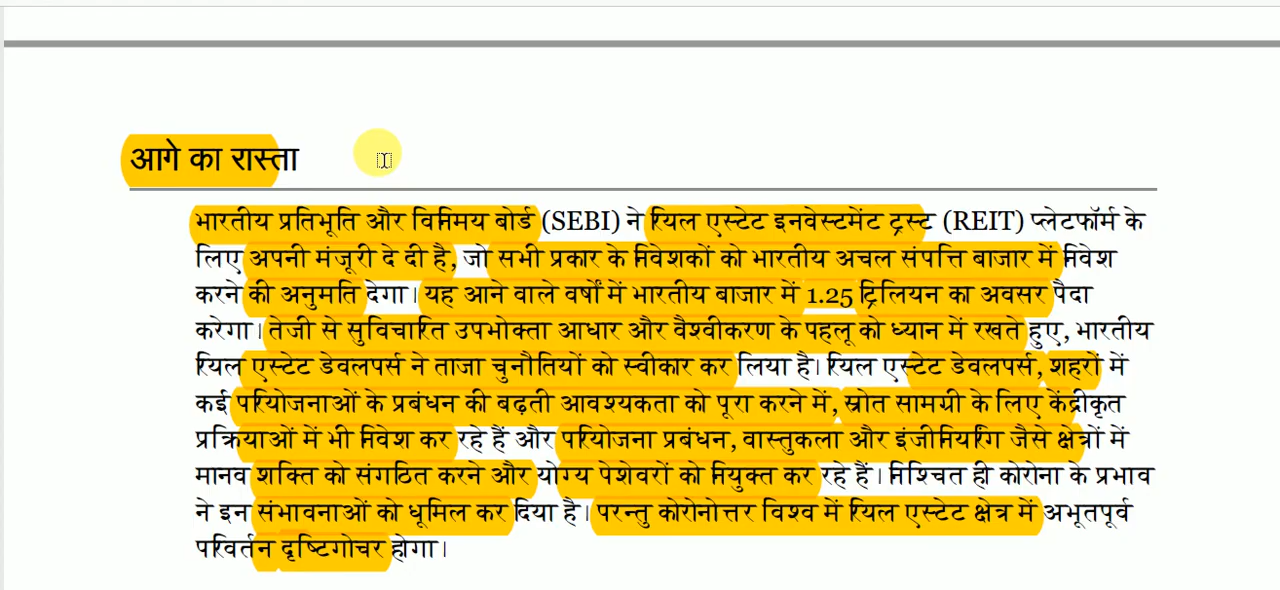 आगे का रास्ता
भारतीय प्रतिभूति और विनिमय बोर्ड (SEBI) ने रियल एस्टेट इनवेस्टमेंट ट्रस्ट (REIT) प्लेटफॉर्म के
लिए अपनी मंजूरी दे दी है, जो सभी प्रकार के निवेशकों को भारतीय अचल संपत्ति बाजार में निवेश
करने की अनुमति देगा। यह आने वाले वर्षों में भारतीय बाजार में 1.25 ट्रिलियन का अवसर पैदा
करेगा। तेजी से सुविचारित उपभोक्ता आधार और वैश्वीकरण के पहलू को ध्यान में रखते हुए, भारतीय
रियल एस्टेट डेवलपर्स ने ताजा चुनौतियों को स्वीकार कर लिया है। रियल एस्टेट डेवलपर्स, शहरों में
कई परियोजनाओं के प्रबंधन की बढ़ती आवश्यकता को पूरा करने में, स्रोत सामग्री के लिए केंद्रीकृत
प्रक्रियाओं में भी निवेश कर रहे हैं और परियोजना प्रबंधन, वास्तुकला और इंजीनियरिंग जैसे क्षेत्रों में
मानव शक्ति को संगठित करने और योग्य पेशेवरों को नियुक्त कर रहे हैं। निश्चित ही कोरोना के प्रभाव
ने इन संभावनाओं को धूमिल कर दिया है। परन्तु कोरोनोत्तर विश्व में रियल एस्टेट क्षेत्र में अभूतपूर्व
परिवर्तन दृष्टिगोचर होगा।